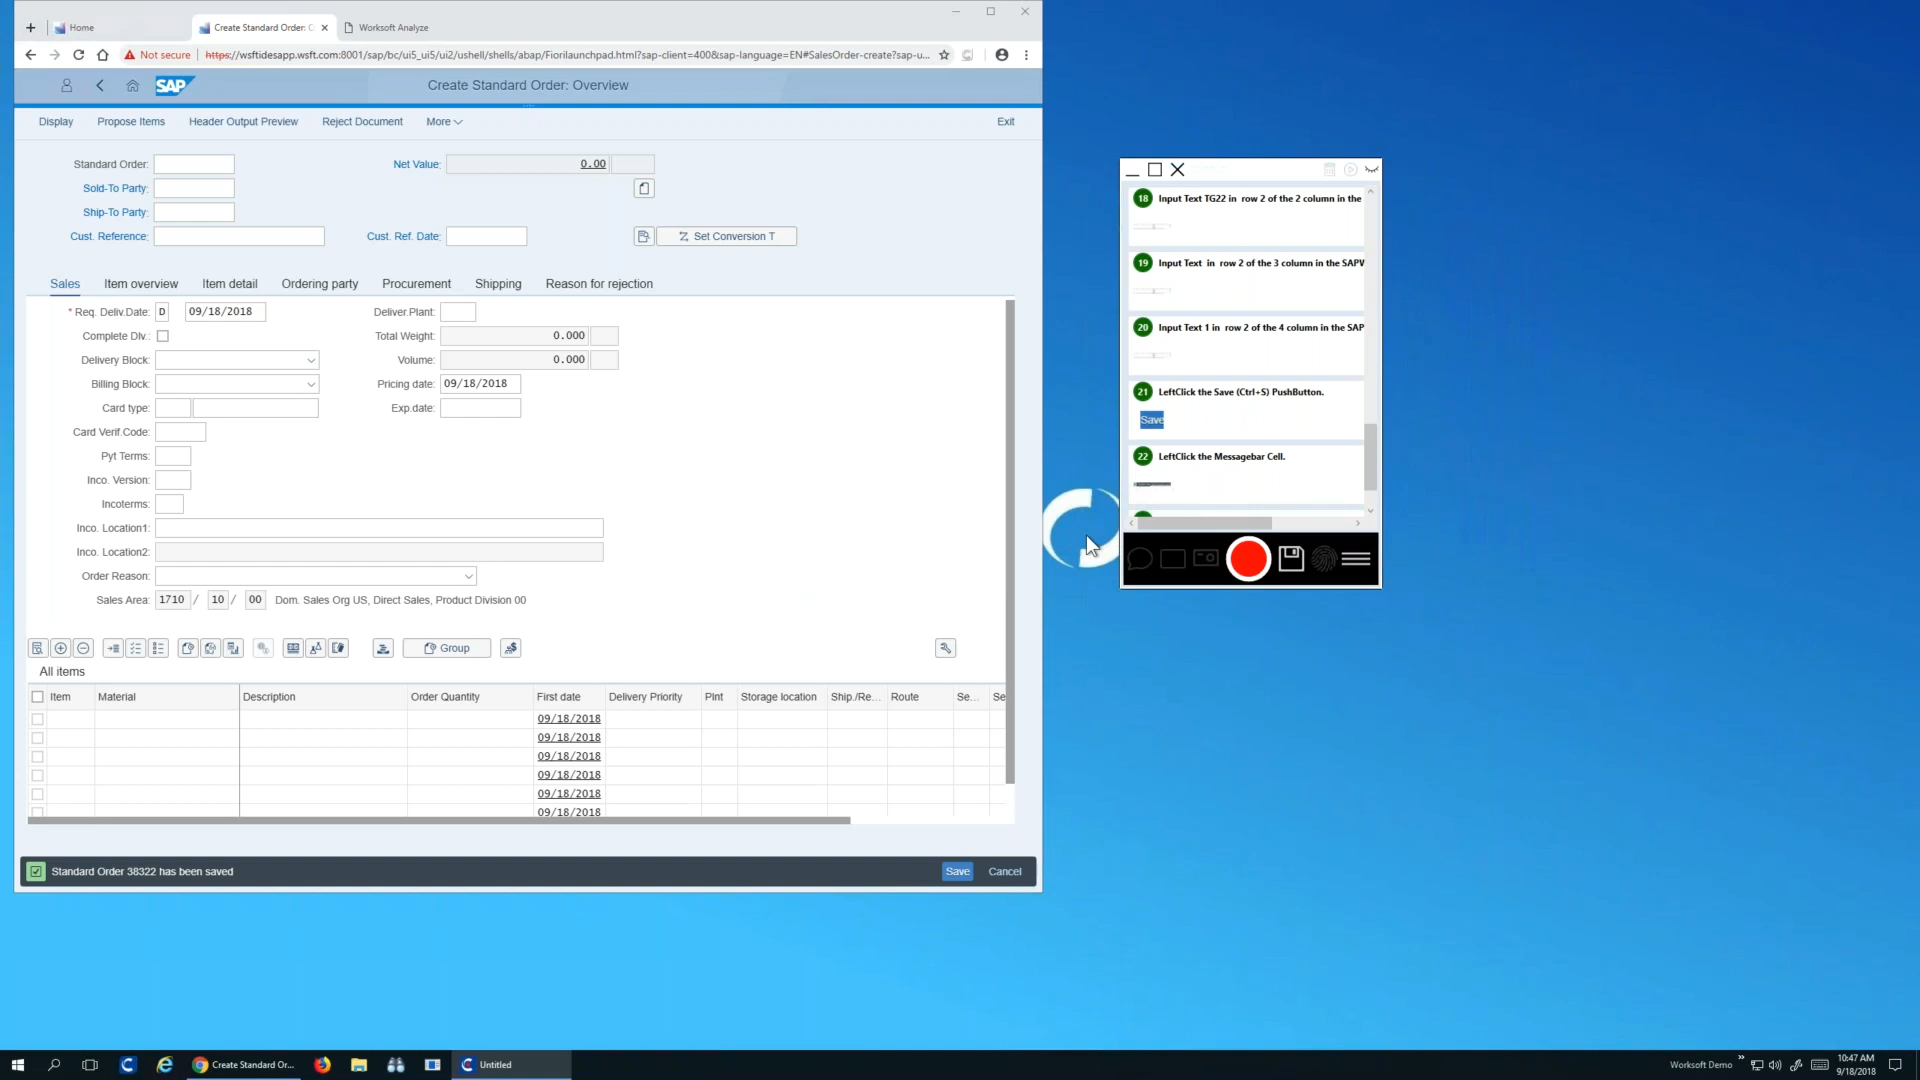 Home
Create Standard Order: C
Worksoft Analyze
Not secure
https://wsftidesapp.wsft.com:8001/sap/bc/ui5_ui5/ui2/ushell/shells/abap/Fiorilaunchpad.html?sap-client=400&sap-language=EN#SalesOrder-create?sap-u...
SAP
Create Standard Order: Overview
Display
Propose Items
Header Output Preview
Reject Document
More
Exit
Standard Order:
Net Value:
0.00
Sold-To Party:
Ship-To Party:
Cust. Reference:
Cust. Ref. Date:
Set Conversion T
Sales
Item overview
Item detail
Ordering party
Procurement
Shipping
Reason for rejection
* Req. Deliv.Date: D 09/18/2018
Deliver.Plant:
Complete Dlv.:
Total Weight: 0.000
Delivery Block:
Volume: 0.000
Billing Block:
Pricing date: 09/18/2018
Card type:
Exp.date:
Card Verif.Code:
Pyt Terms:
Inco. Version:
Incoterms:
Inco. Location1:
Inco. Location2:
Order Reason:
Sales Area: 1710 / 10 / 00 Dom. Sales Org US, Direct Sales, Product Division 00
Group
All items
Item Material Description Order Quantity First date Delivery Priority Plnt Storage location Ship./Re... Route Se... Se
09/18/2018
09/18/2018
09/18/2018
09/18/2018
09/18/2018
09/18/2018
Standard Order 38322 has been saved
Save
Cancel
18 Input Text TG22 in row 2 of the 2 column in the
19 Input Text in row 2 of the 3 column in the SAPW
20 Input Text 1 in row 2 of the 4 column in the SAP
21 LeftClick the Save (Ctrl+S) PushButton.
Save
22 LeftClick the Messagebar Cell.
Create Standard Or...
Untitled
Worksoft Demo
10:47 AM
9/18/2018